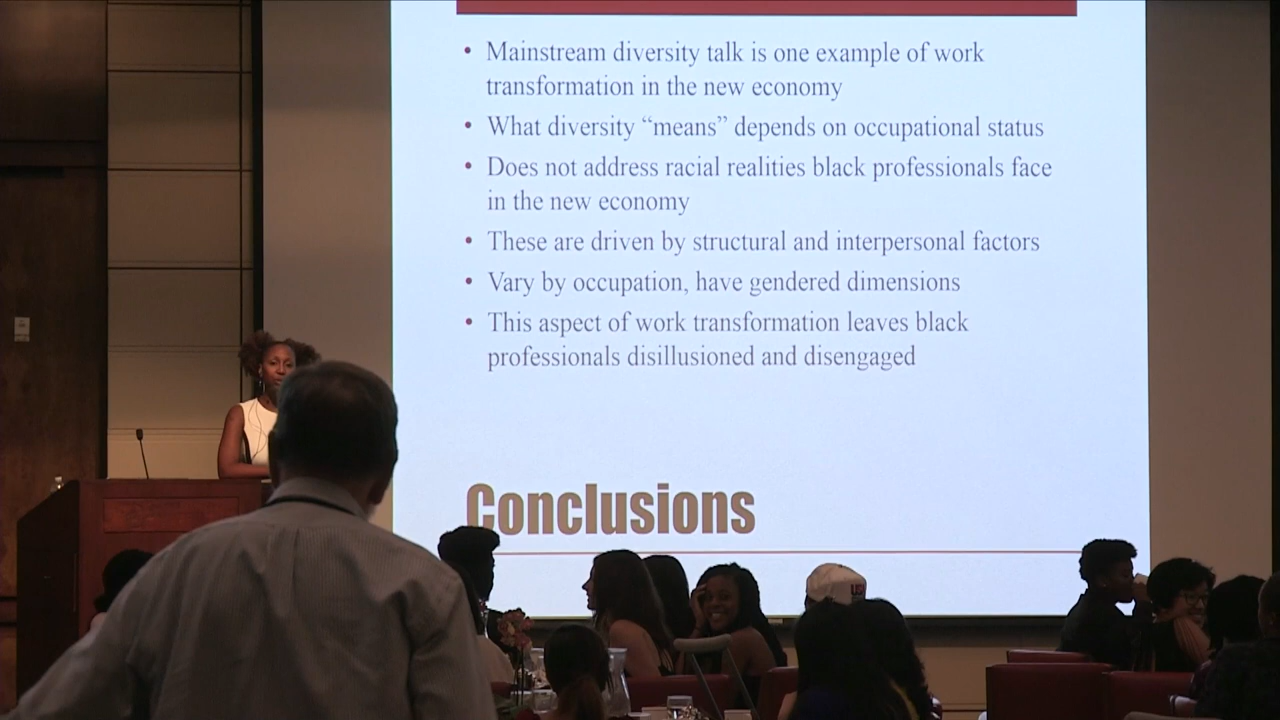 • Mainstream diversity talk is one example of work
transformation in the new economy
• What diversity “means” depends on occupational status
• Does not address racial realities black professionals face
in the new economy
• These are driven by structural and interpersonal factors
• Vary by occupation, have gendered dimensions
• This aspect of work transformation leaves black
professionals disillusioned and disengaged
Conclusions